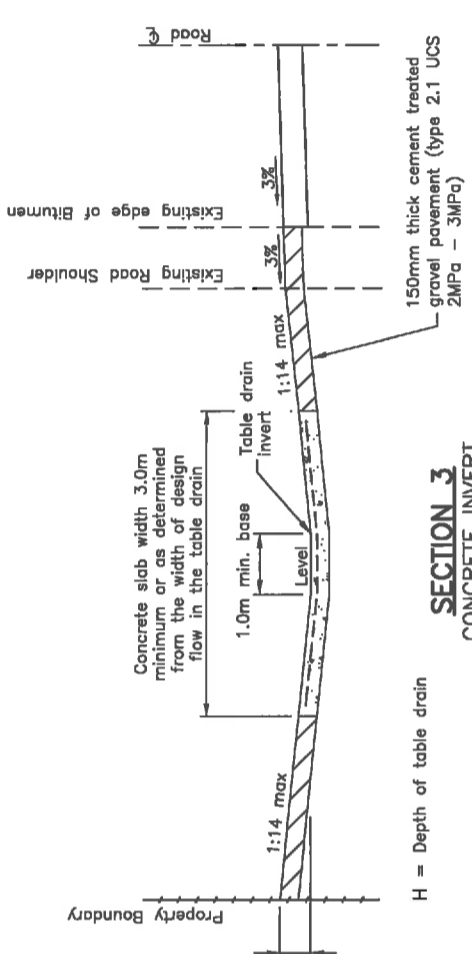 Road ℄
Existing edge of Bitumen
Existing Road Shoulder
3%
3%
150mm thick cement treated
gravel pavement (type 2.1 UCS
2MPa – 3MPa)
1:14 max
Concrete slab width 3.0m
minimum or as determined
from the width of design
flow in the table drain
Table drain
invert
1.0m min. base
Level
1:14 max
Property Boundary
H = Depth of table drain
SECTION 3
CONCRETE INVERT